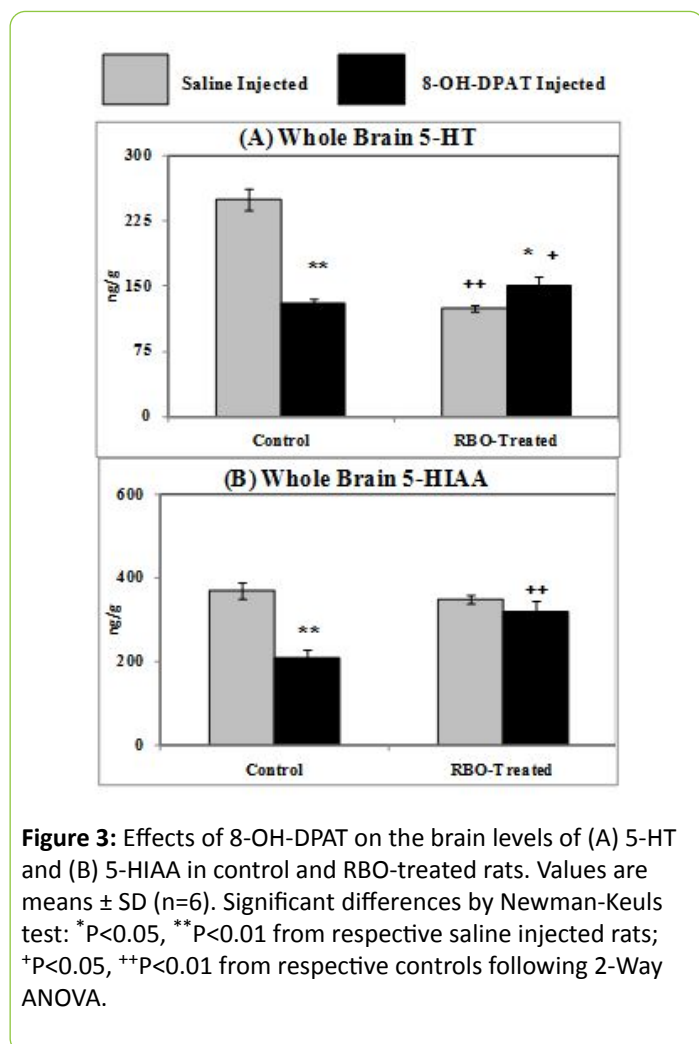 Saline Injected 8-OH-DPAT Injected
(A) Whole Brain 5-HT
300
225
150
75
0
ng/g
**
++
* +
Control RBO-Treated
(B) Whole Brain 5-HIAA
600
400
200
0
ng/g
**
++
Control RBO-Treated
Figure 3: Effects of 8-OH-DPAT on the brain levels of (A) 5-HT
and (B) 5-HIAA in control and RBO-treated rats. Values are
means ± SD (n=6). Significant differences by Newman-Keuls
test: *P<0.05, **P<0.01 from respective saline injected rats;
+P<0.05, ++P<0.01 from respective controls following 2-Way
ANOVA.